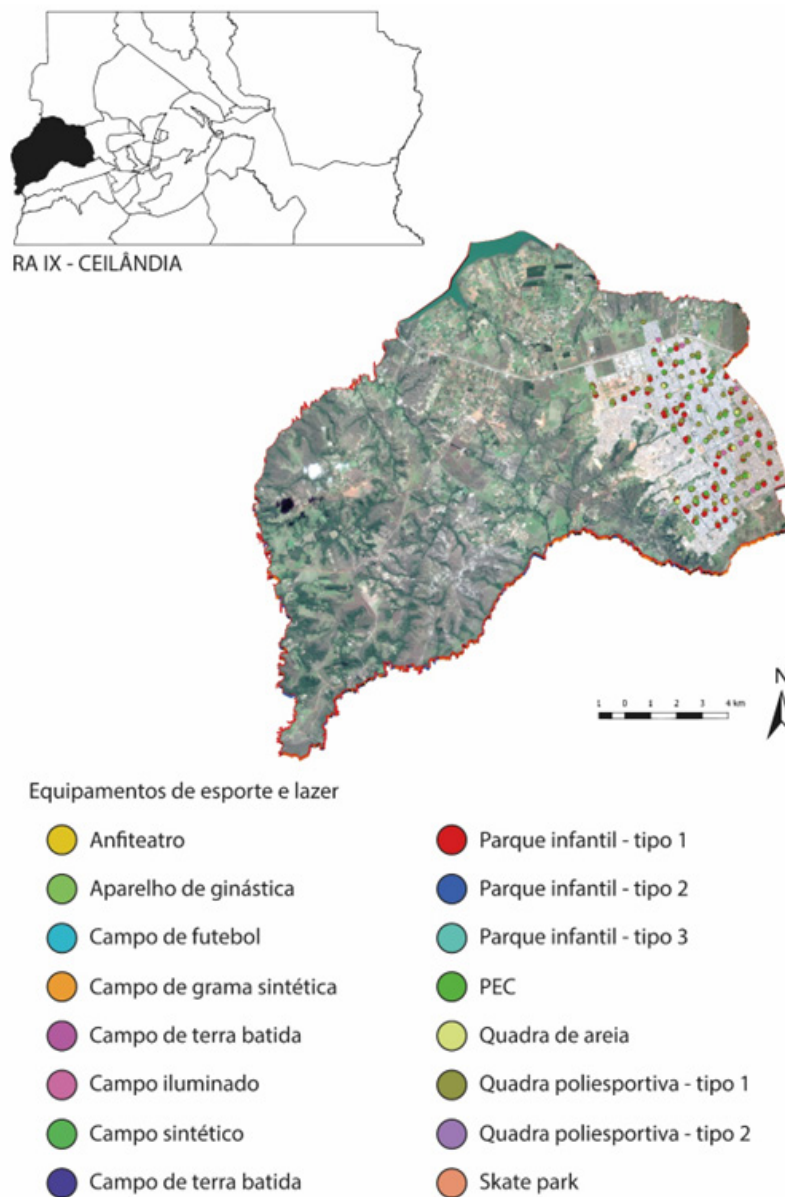 RA IX - CEILÂNDIA
N
1 0 1 2 3 4 km
Equipamentos de esporte e lazer
Anfiteatro
Aparelho de ginástica
Campo de futebol
Campo de grama sintética
Campo de terra batida
Campo iluminado
Campo sintético
Campo de terra batida
Parque infantil - tipo 1
Parque infantil - tipo 2
Parque infantil - tipo 3
PEC
Quadra de areia
Quadra poliesportiva - tipo 1
Quadra poliesportiva - tipo 2
Skate park